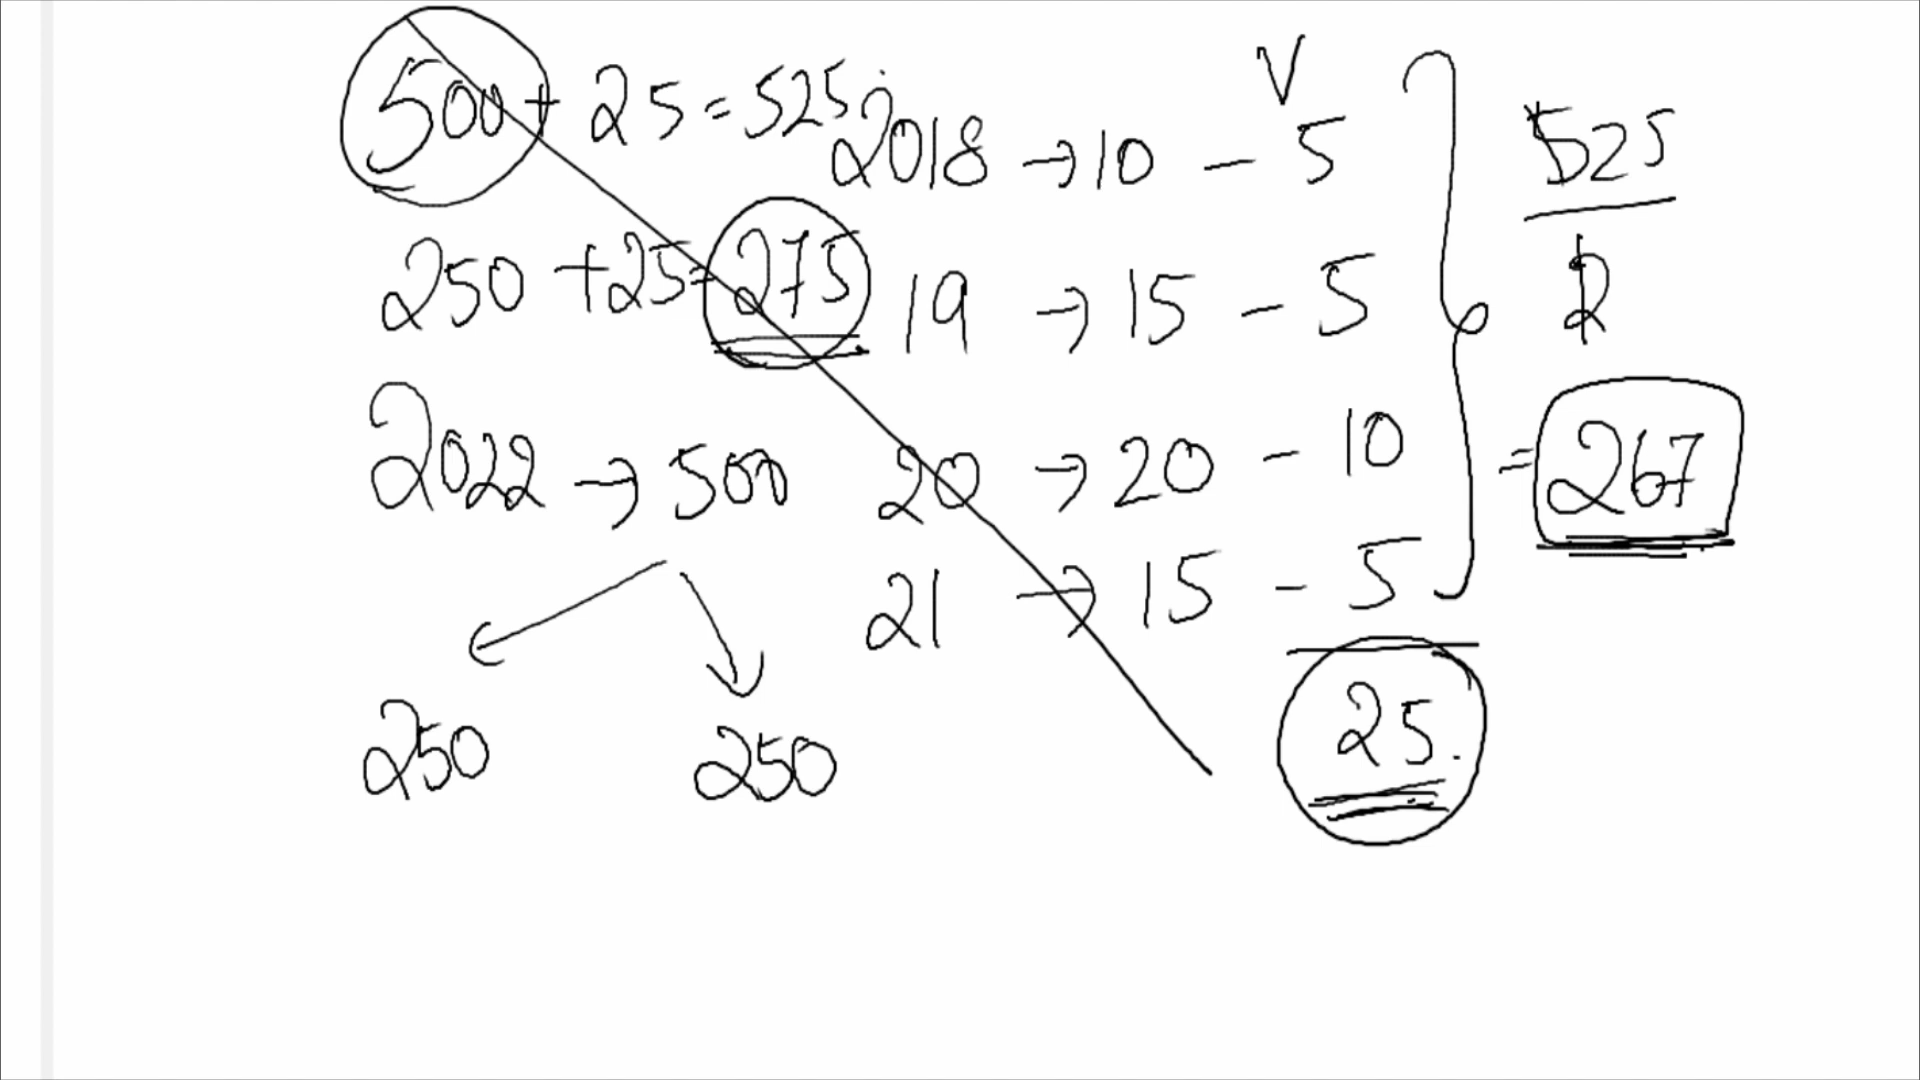 500 + 25 = 525
V
2018 → 10 - 5
525
2
250 + 25 = 275
19 → 15 - 5
2022 → 500
20 → 20 - 10
= 267
21 → 15 - 5
250 250
25.